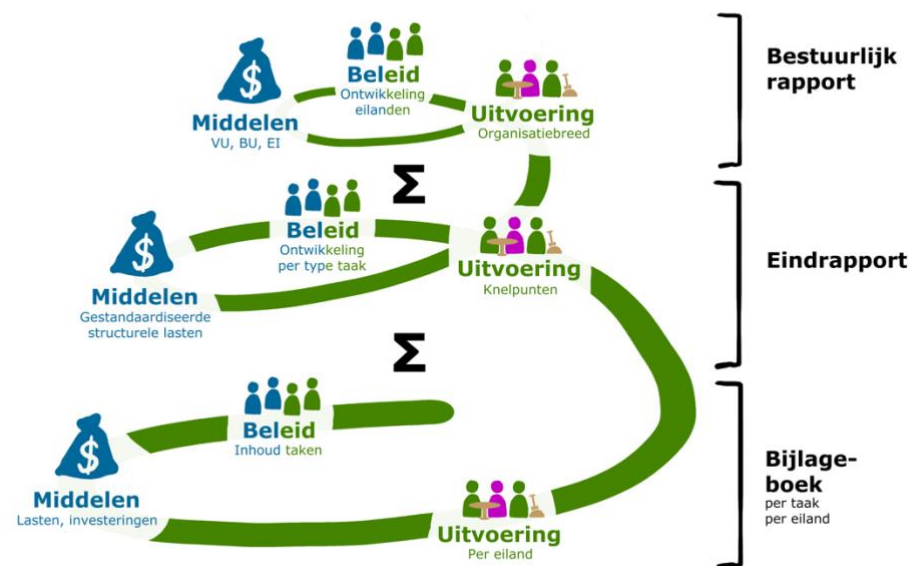 Beleid
Ontwikkeling
eilanden
$
Middelen
VU, BU, EI
Uitvoering
Organisatiebreed
Bestuurlijk
rapport
Σ
Beleid
Ontwikkeling
per type taak
$
Middelen
Gestandaardiseerde
structurele lasten
Uitvoering
Knelpunten
Eindrapport
Σ
Beleid
Inhoud taken
$
Middelen
Lasten, investeringen
Uitvoering
Per eiland
Bijlage-
boek
per taak
per eiland